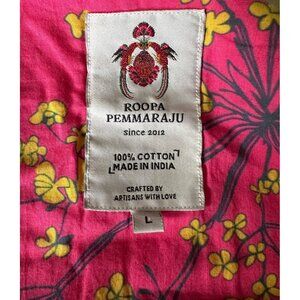 ROOPA
PEMMARAJU
Since 2012
100% COTTON
MADE IN INDIA
CRAFTED BY
ARTISANS WITH LOVE
L